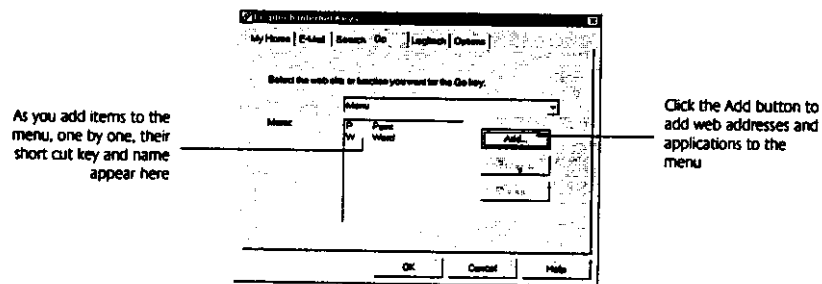 Logitech Internet Keys
My Home E-Mail Search Go Logitech Options
Select the web site or function you want for the Go key.
Menu
Menu:
P Paint
W Word
Add...
OK Cancel Help
As you add items to the
menu, one by one, their
short cut key and name
appear here
Click the Add button to
add web addresses and
applications to the
menu